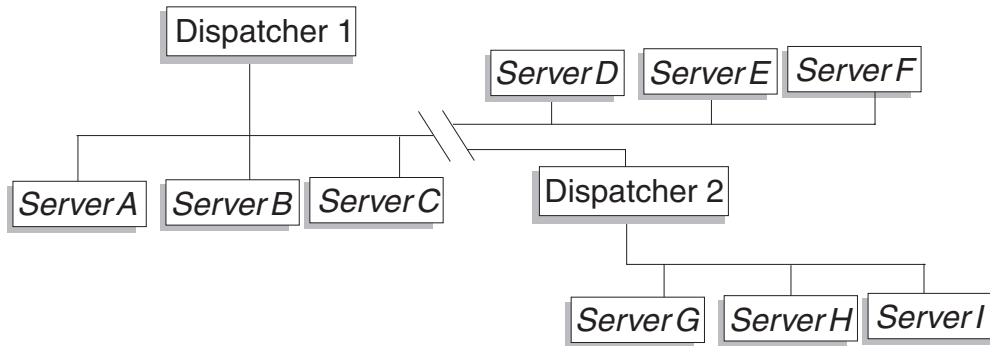 Dispatcher 1
Server D
Server E
Server F
Server A
Server B
Server C
Dispatcher 2
Server G
Server H
Server I